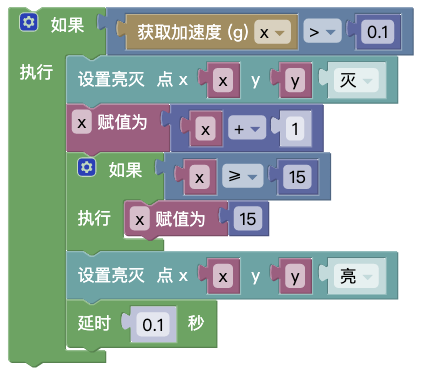 如果 获取加速度 (g) x > 0.1
执行 设置亮灭 点 x x y y 灭
x 赋值为 x + 1
如果 x ≥ 15
执行 x 赋值为 15
设置亮灭 点 x x y y 亮
延时 0.1 秒